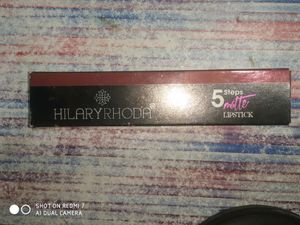 HILARYRHODA
5 Steps
matte
LIPSTICK
SHOT ON REDMI 7
AI DUAL CAMERA